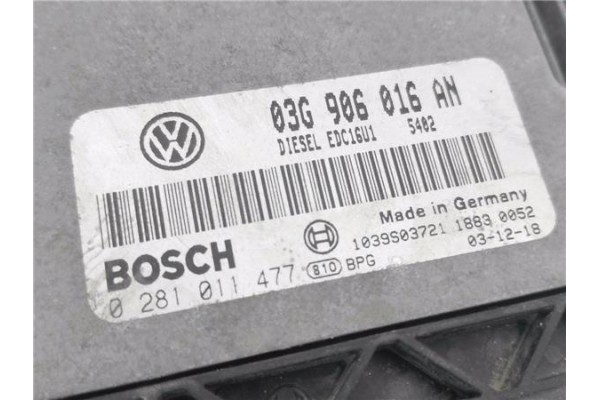 03G 906 016 AN
DIESEL EDC16U1 5402
Made in Germany
BOSCH
1039S03721 1883 0052
0 281 011 477 810 BPG 03-12-18